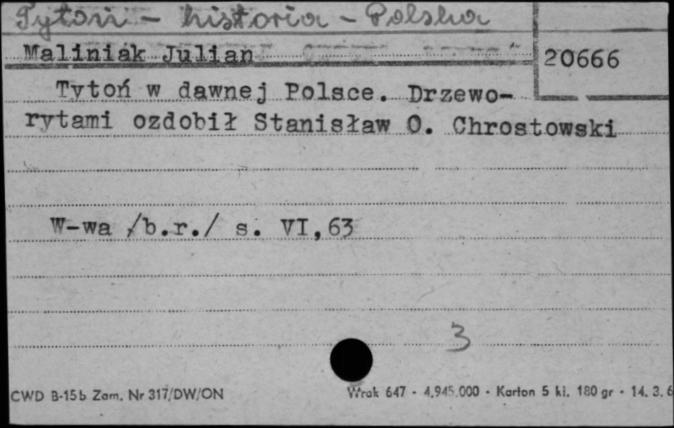 Tytoń - historia - Polska
Maliniak Julian
20666
Tytoń w dawnej Polsce. Drzewo-
rytami ozdobił Stanisław O. Chrostowski
W-wa /b.r./ s. VI,63
3
CWD B-15b Zam. Nr 317/DW/ON
Wrak 647 - 4.945.000 - Karton 5 kl. 180 gr - 14. 3. 6